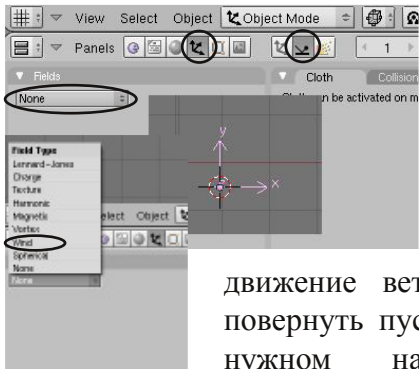 View Select Object Object Mode
Panels 1
Fields
Cloth Collision
None
be activated on m
y
x
Field Type
Lennard-Jones
Charge
Texture
Harmonic
Magnetic
Vortex
Wind
Spherical
None
None
elect Object
движение вет
повернуть пус
нужном на